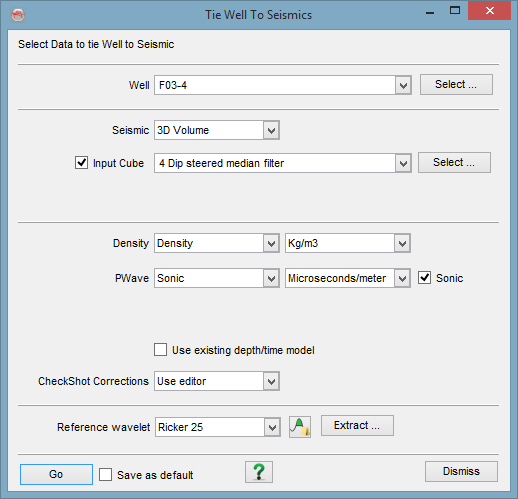 Tie Well To Seismics
Select Data to tie Well to Seismic
Well F03-4 Select ...
Seismic 3D Volume
Input Cube 4 Dip steered median filter Select ...
Density Density Kg/m3
PWave Sonic Microseconds/meter Sonic
Use existing depth/time model
CheckShot Corrections Use editor
Reference wavelet Ricker 25 Extract ...
Go Save as default ? Dismiss